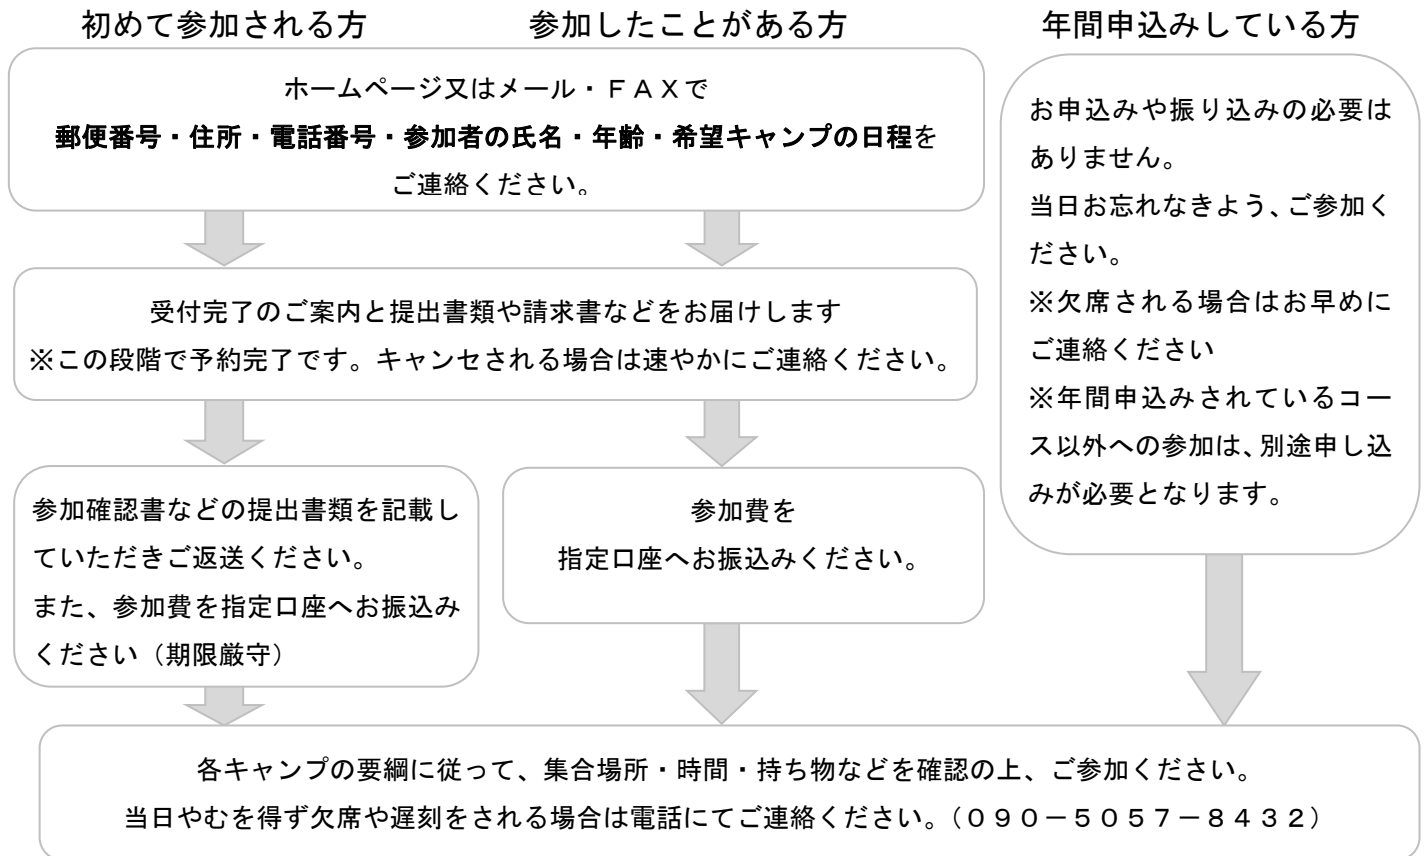 初めて参加される方
参加したことがある方
年間申込みしている方
ホームページ又はメール・ＦＡＸで
郵便番号・住所・電話番号・参加者の氏名・年齢・希望キャンプの日程を
ご連絡ください。
受付完了のご案内と提出書類や請求書などをお届けします
※この段階で予約完了です。キャンセされる場合は速やかにご連絡ください。
参加確認書などの提出書類を記載し
ていただきご返送ください。
また、参加費を指定口座へお振込み
ください（期限厳守）
参加費を
指定口座へお振込みください。
お申込みや振り込みの必要は
ありません。
当日お忘れなきよう、ご参加く
ださい。
※欠席される場合はお早めに
ご連絡ください
※年間申込みされているコー
ス以外への参加は、別途申し込
みが必要となります。
各キャンプの要綱に従って、集合場所・時間・持ち物などを確認の上、ご参加ください。
当日やむを得ず欠席や遅刻をされる場合は電話にてご連絡ください。（０９０－５０５７－８４３２）